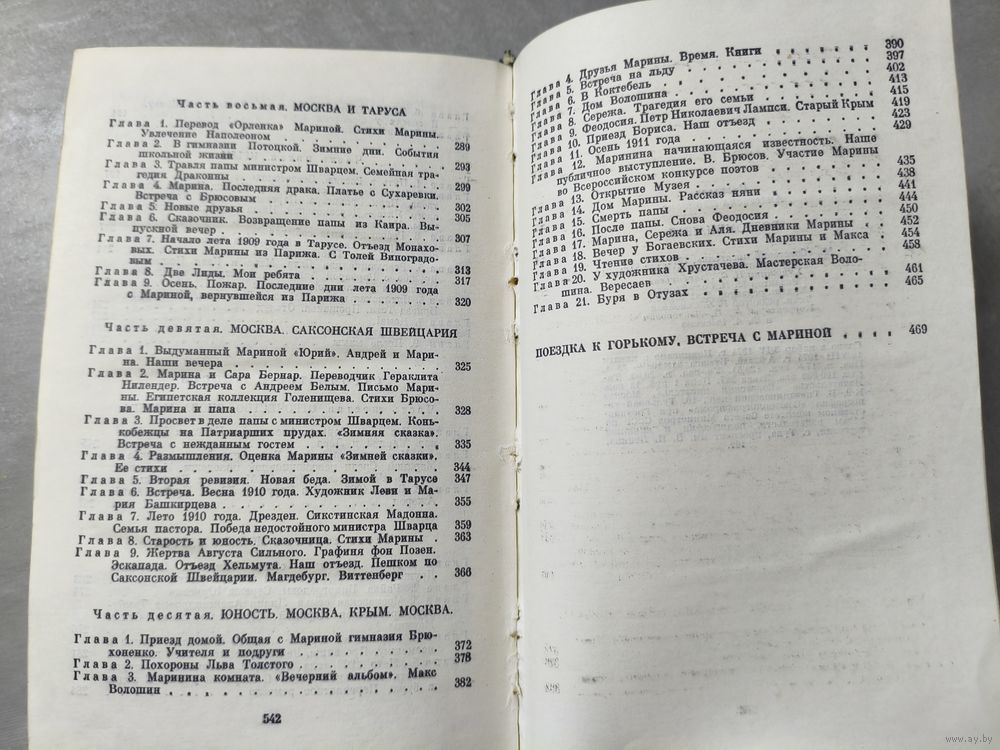 Часть восьмая. МОСКВА И ТАРУСА
Глава 1. Перевод «Орленка» Мариной. Стихи Марины.
Увлечение Наполеоном . . . . . . . . . . 289
Глава 2. В гимназии Потоцкой. Зимние дни. События
школьной жизни . . . . . . . . . . 293
Глава 3. Травля папы министром Шварцем. Семейная тра-
гедия Драконны . . . . . . . . . . 299
Глава 4. Марина. Последняя драка. Платье с Сухаревки.
Встреча с Брюсовым . . . . . . . . . . 302
Глава 5. Новые друзья . . . . . . . . . . 305
Глава 6. Сказочник. Возвращение папы из Каира. Вы-
пускной вечер . . . . . . . . . . 307
Глава 7. Начало лета 1909 года в Тарусе. Отъезд Монахо-
вых. Стихи Марины из Парижа. С Толей Виноградо-
вым . . . . . . . . . . 313
Глава 8. Две Лиды. Мои ребята . . . . . . . . . . 317
Глава 9. Осень. Пожар. Последние дни лета 1909 года
с Мариной, вернувшейся из Парижа . . . . . 320
Часть девятая. МОСКВА. САКСОНСКАЯ ШВЕЙЦАРИЯ
Глава 1. Выдуманный Мариной «Юрий». Андрей и Мари-
на. Наши вечера . . . . . . . . . . 325
Глава 2. Марина и Сара Бернар. Переводчик Гераклита
Нилендер. Встреча с Андреем Белым. Письмо Мари-
ны. Египетская коллекция Голенищева. Стихи Брюсо-
ва. Марина и папа . . . . . . . . . . 328
Глава 3. Просвет в деле папы с министром Шварцем. Конь-
кобежцы на Патриарших прудах. «Зимняя сказка».
Встреча с нежданным гостем . . . . . . . . 335
Глава 4. Размышления. Оценка Марины «Зимней сказки».
Ее стихи . . . . . . . . . . 344
Глава 5. Вторая ревизия. Новая беда. Зимой в Тарусе 347
Глава 6. Встреча. Весна 1910 года. Художник Леви и Ма-
рия Башкирцева . . . . . . . . . . 355
Глава 7. Лето 1910 года. Дрезден. Сикстинская Мадонна.
Семья пастора. Победа недостойного министра Шварца 359
Глава 8. Старость и юность. Сказочница. Стихи Марины . 363
Глава 9. Жертва Августа Сильного. Графиня фон Позен.
Эскапада. Отъезд Хельмута. Наш отъезд. Пешком по
Саксонской Швейцарии. Магдебург. Виттенберг . . 366
Часть десятая. ЮНОСТЬ. МОСКВА. КРЫМ. МОСКВА.
Глава 1. Приезд домой. Общая с Мариной гимназия Брю-
хоненко. Учителя и подруги . . . . . . . . 372
Глава 2. Похороны Льва Толстого . . . . . . . . 378
Глава 3. Маринина комната. «Вечерний альбом». Макс
Волошин . . . . . . . . . . 382
542
Глава 4. Друзья Марины. Время. Книги . . . . . . 390
Глава 5. Встреча на льду . . . . . . . . . . 397
Глава 6. В Коктебель . . . . . . . . . . 402
Глава 7. Дом Волошина . . . . . . . . . . 413
Глава 8. Сережа. Трагедия его семьи . . . . . . 415
Глава 9. Феодосия. Петр Николаевич Лампси. Старый Крым 419
Глава 10. Приезд Бориса. Наш отъезд . . . . . . 423
Глава 11. Осень 1911 года . . . . . . . . . . 429
Глава 12. Маринина начинающаяся известность. Наше
публичное выступление. В. Брюсов. Участие Марины
во Всероссийском конкурсе поэтов . . . . . . 435
Глава 13. Открытие Музея . . . . . . . . . . 438
Глава 14. Дом Марины. Рассказ няни . . . . . . 441
Глава 15. Смерть папы . . . . . . . . . . 444
Глава 16. После папы. Снова Феодосия . . . . . . 450
Глава 17. Марина, Сережа и Аля. Дневники Марины . 452
Глава 18. Вечер у Богаевских. Стихи Марины и Макса . 454
Глава 19. Чтение стихов . . . . . . . . . . 458
Глава 20. У художника Хрустачева. Мастерская Воло-
шина. Вересаев . . . . . . . . . . 461
Глава 21. Буря в Отузах . . . . . . . . . . 465
ПОЕЗДКА К ГОРЬКОМУ. ВСТРЕЧА С МАРИНОЙ . . . . 469
www.ay.by